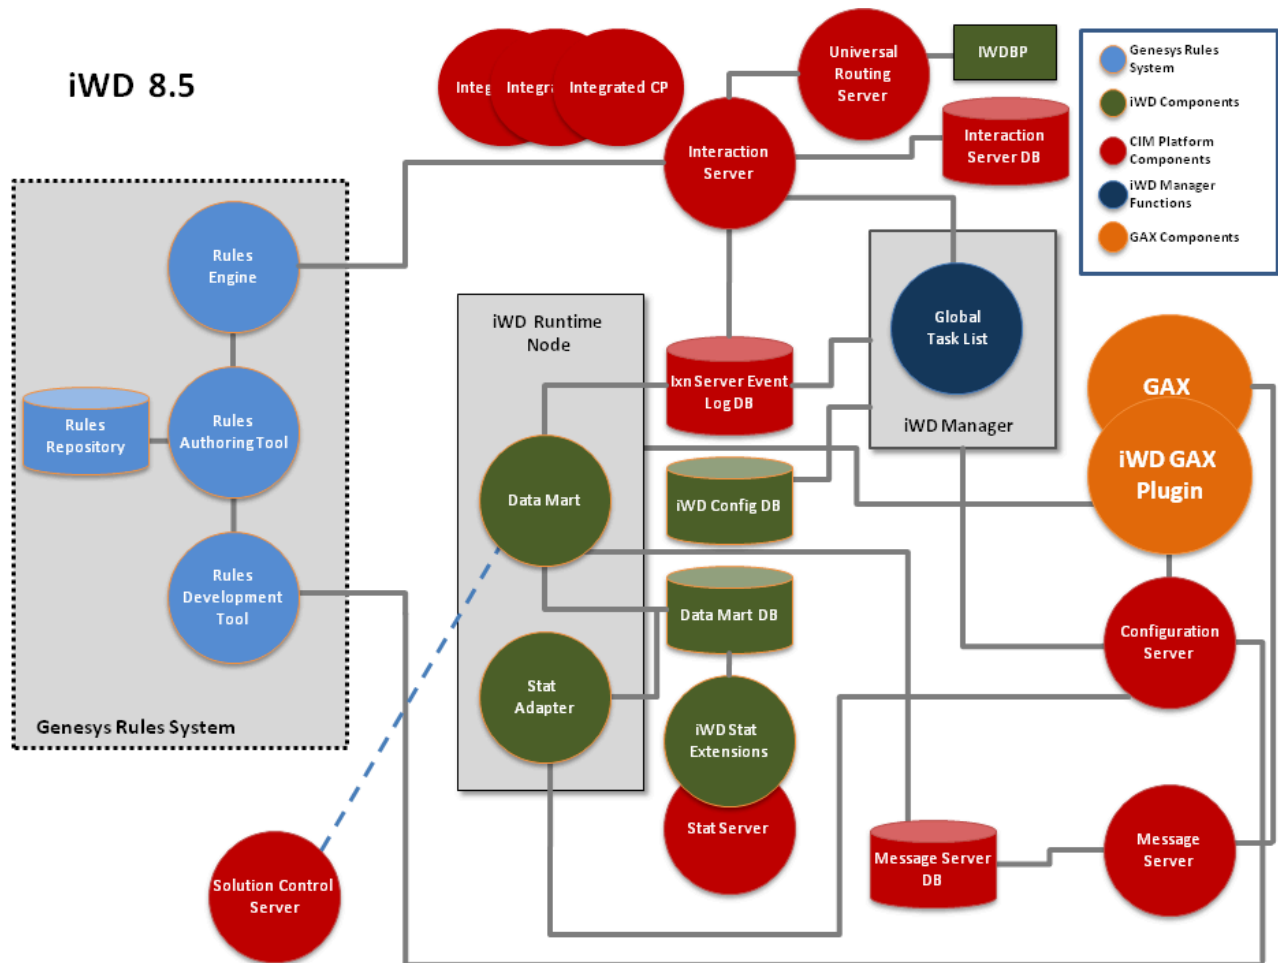 iWD 8.5
Integ
Integra
Integrated CP
Universal
Routing
Server
IWDBP
Interaction
Server
Interaction
Server DB
Genesys Rules
System
iWD Components
CIM Platform
Components
iWD Manager
Functions
GAX Components
Rules
Engine
Rules
Repository
Rules
Authoring Tool
Rules
Development
Tool
Genesys Rules System
iWD Runtime
Node
Data Mart
Stat
Adapter
Ixn Server Event
Log DB
iWD Config DB
Data Mart DB
iWD Stat
Extensions
Stat Server
Global
Task List
iWD Manager
GAX
iWD GAX
Plugin
Configuration
Server
Message
Server
Message Server
DB
Solution Control
Server